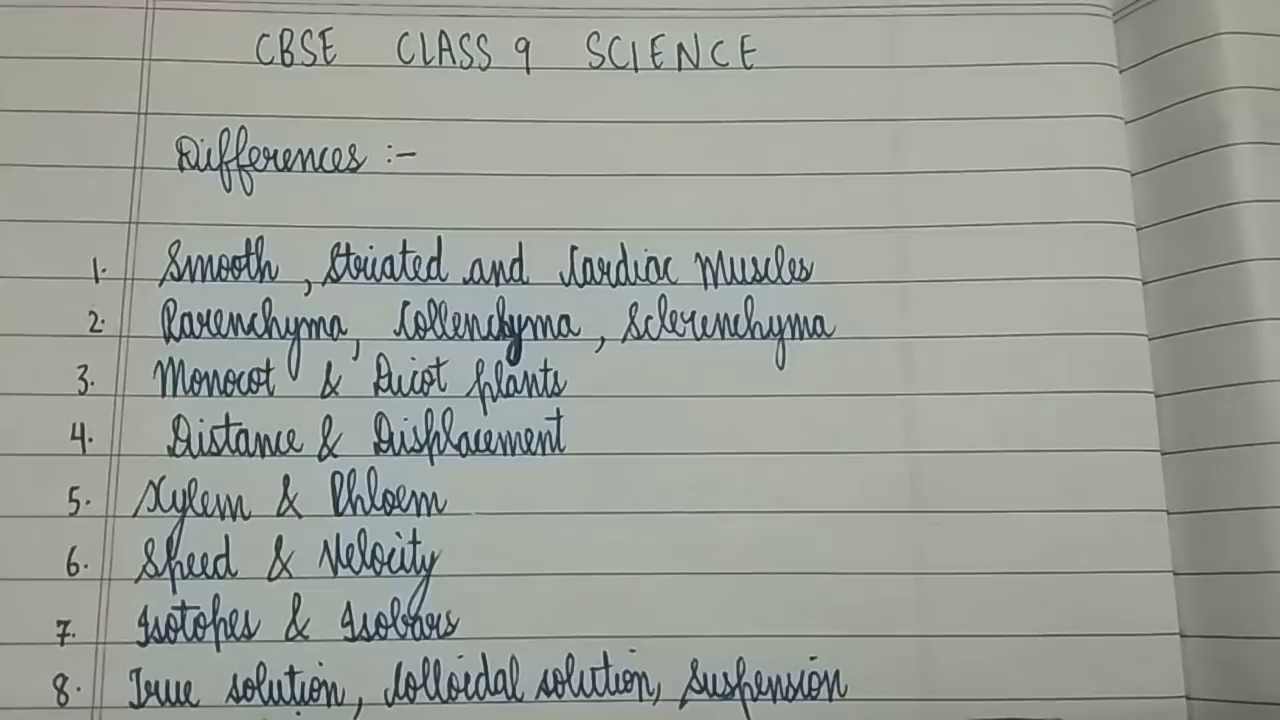 CBSE CLASS 9 SCIENCE
Differences :-
1. Smooth, Striated and Cardiac Muscles
2. Parenchyma, Collenchyma, Sclerenchyma
3. Monocot & Dicot plants
4. Distance & Displacement
5. Xylem & Phloem
6. Speed & Velocity
7. Isotopes & Isobars
8. True solution, Colloidal solution, Suspension